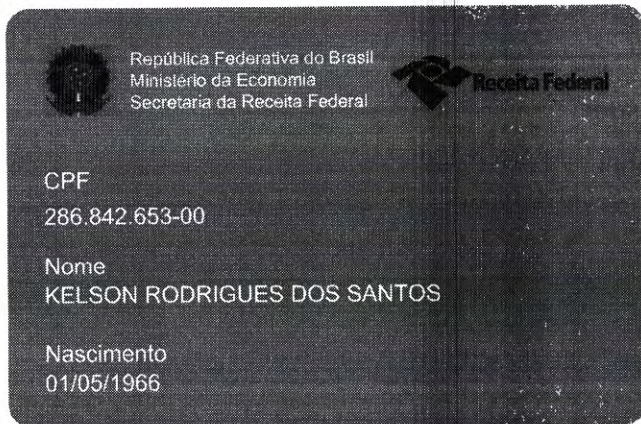 República Federativa do Brasil
Ministério da Economia
Secretaria da Receita Federal
Receita Federal
CPF
286.842.653-00
Nome
KELSON RODRIGUES DOS SANTOS
Nascimento
01/05/1966